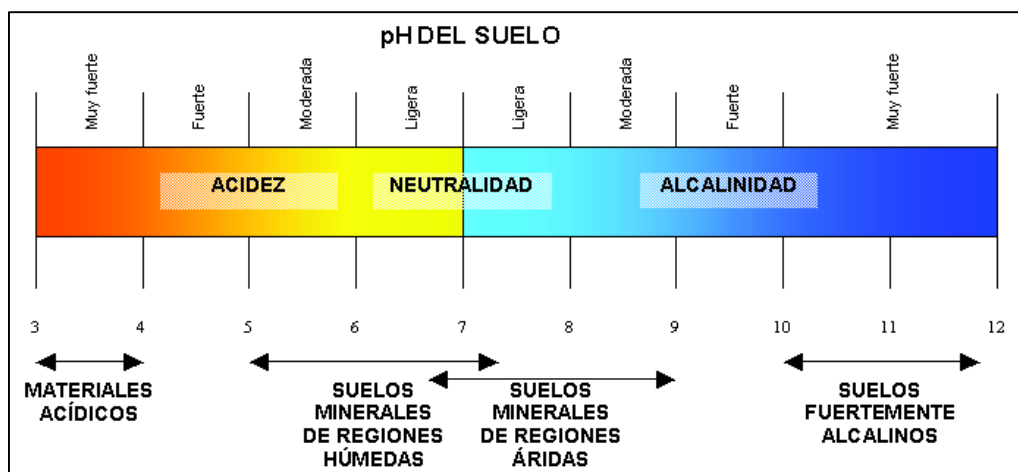 pH DEL SUELO
Muy fuerte
Fuerte
Moderada
Ligera
Ligera
Moderada
Fuerte
Muy fuerte
ACIDEZ
NEUTRALIDAD
ALCALINIDAD
3 4 5 6 7 8 9 10 11 12
MATERIALES
ACÍDICOS
SUELOS
MINERALES
DE REGIONES
HÚMEDAS
SUELOS
MINERALES
DE REGIONES
ÁRIDAS
SUELOS
FUERTEMENTE
ALCALINOS